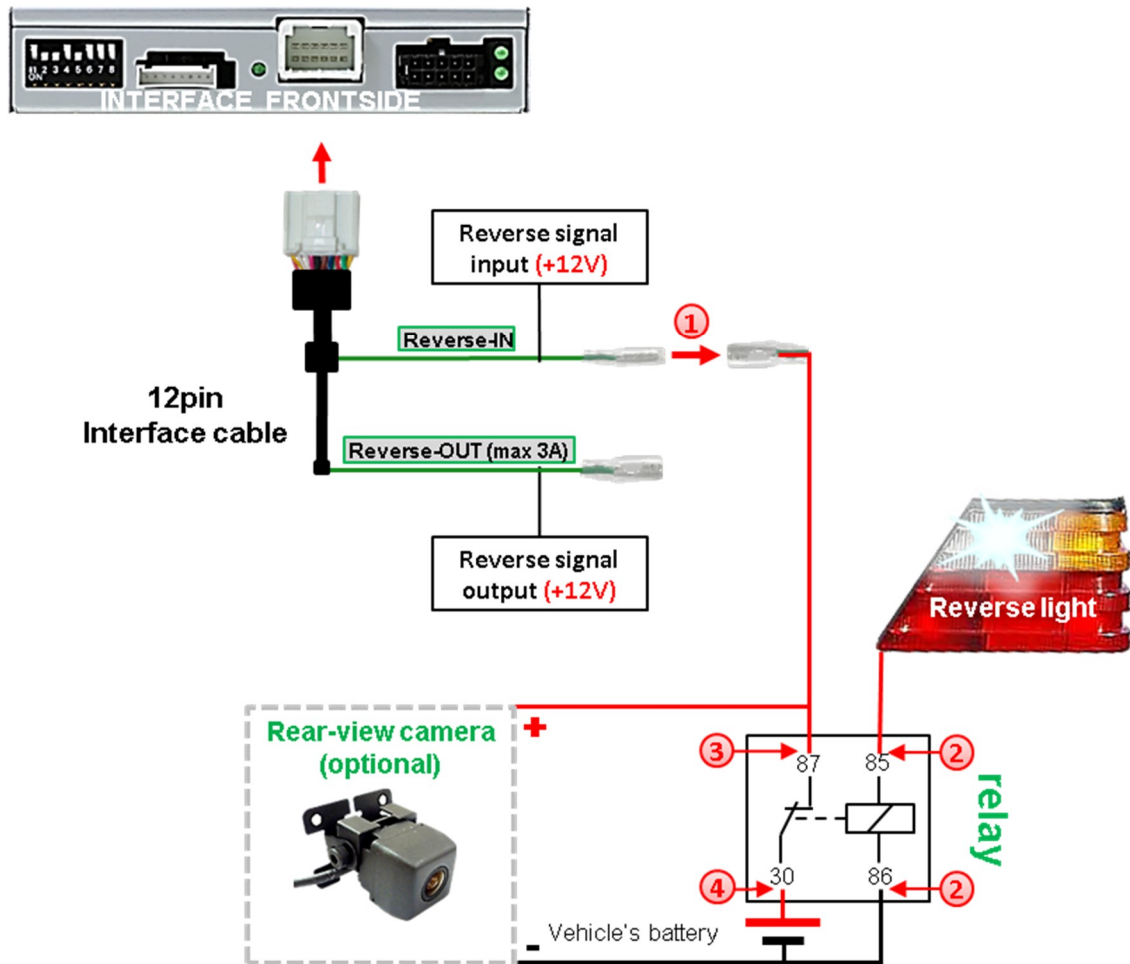 1 2 3 4 5 6 7 8
ON
INTERFACE FRONTSIDE
Reverse signal
input (+12V)
1
Reverse-IN
12pin
Interface cable
Reverse-OUT (max 3A)
Reverse signal
output (+12V)
Reverse light
Rear-view camera
(optional)
+
3
87
85
2
relay
4
30
86
2
-
Vehicle's battery